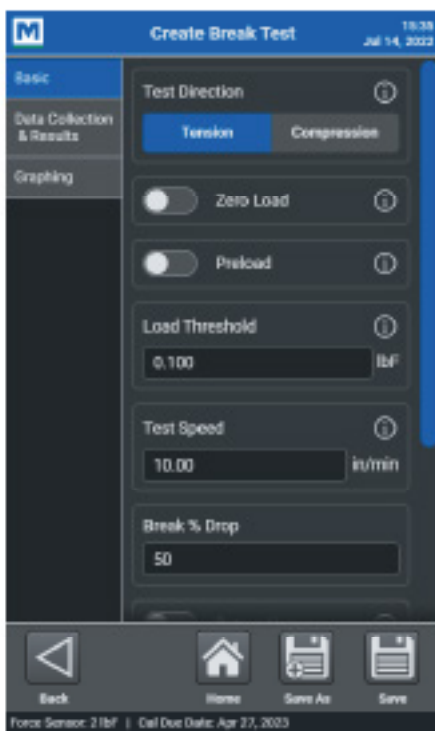 M
Create Break Test
15:35
Jul 14, 2022
Basic
Data Collection
& Results
Graphing
Test Direction
Tension
Compression
Zero Load
Preload
Load Threshold
0.100
lbF
Test Speed
10.00
in/min
Break % Drop
50
Back
Home
Save As
Save
Force Sensor: 2 lbF | Cal Due Date: Apr 27, 2023